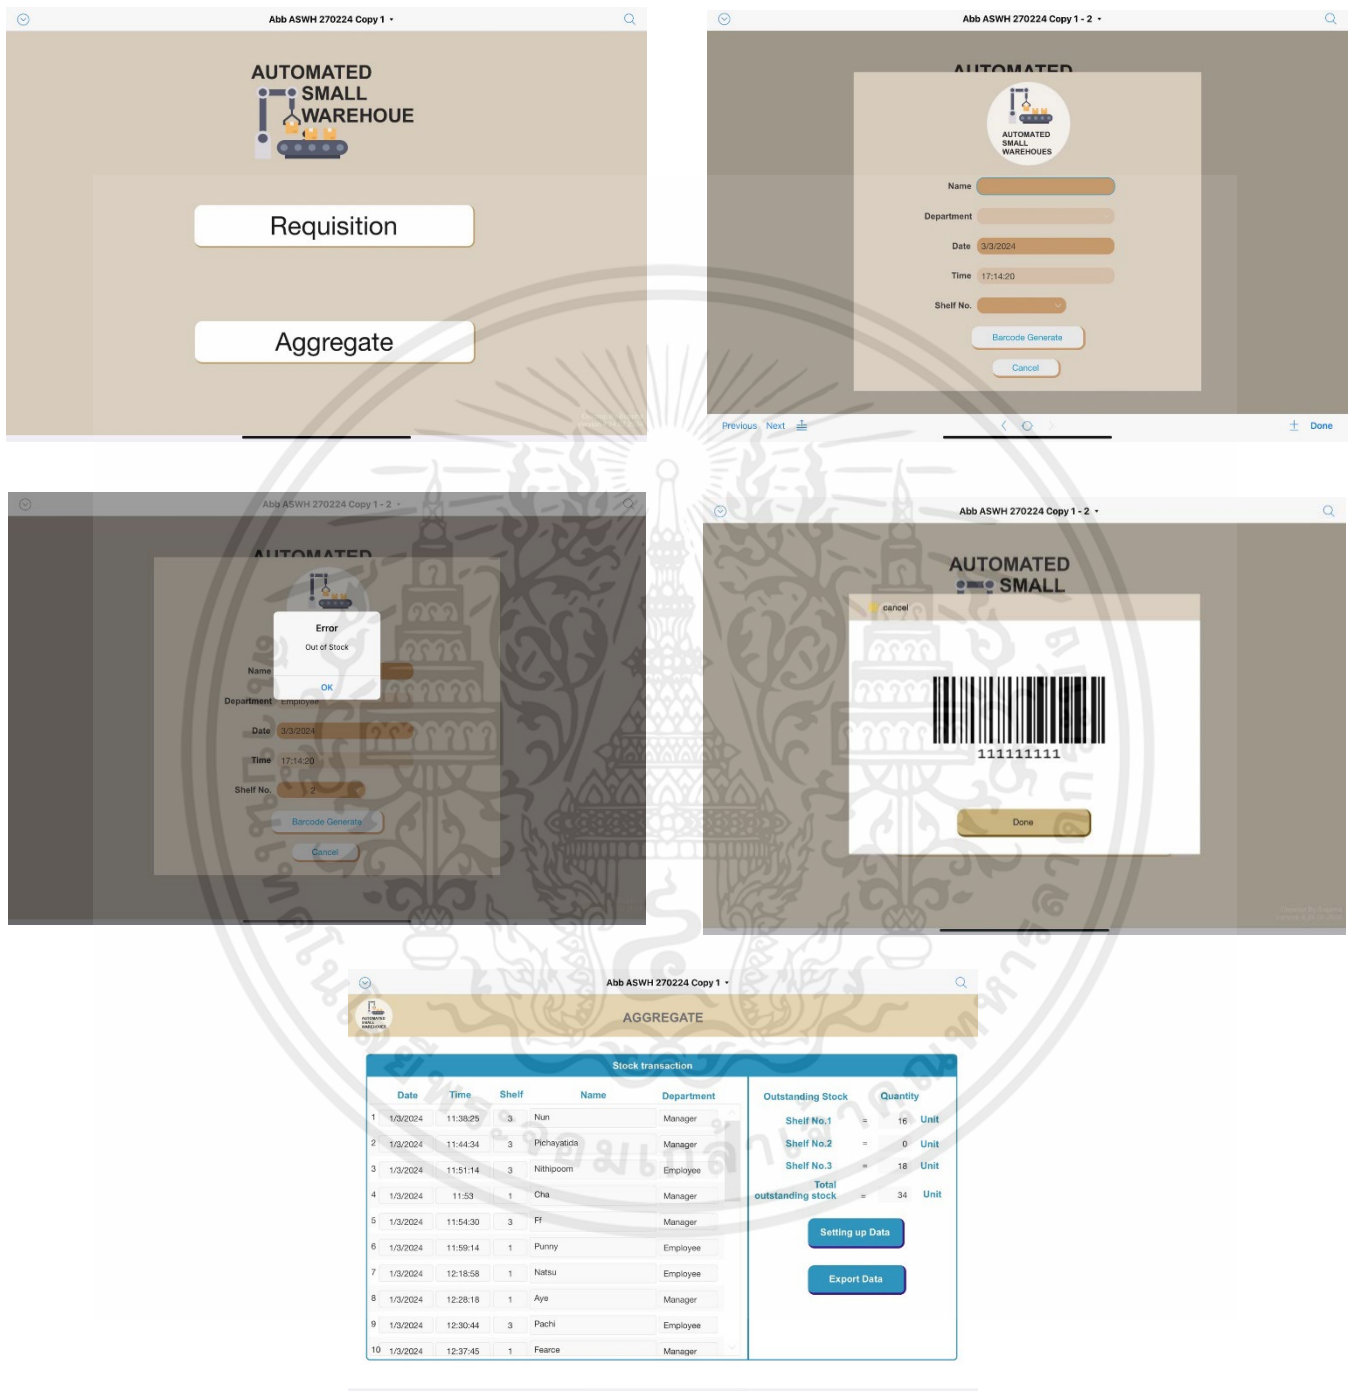 Abb ASWH 270224 Copy 1
AUTOMATED
SMALL
WAREHOUE
Requisition
Aggregate
Abb ASWH 270224 Copy 1 - 2
AUTOMATED
AUTOMATED
SMALL
WAREHOUES
Name
Department
Date 3/3/2024
Time 17:14:20
Shelf No.
Barcode Generate
Cancel
Previous Next Done
Abb ASWH 270224 Copy 1 - 2
AUTOMATED
Error
Out of Stock
OK
Name
Department Employee
Date 3/3/2024
Time 17:14:20
Shelf No. 2
Barcode Generate
Cancel
Abb ASWH 270224 Copy 1 - 2
AUTOMATED
SMALL
cancel
111111111
Done
Abb ASWH 270224 Copy 1
AUTOMATED
SMALL
WAREHOUES
AGGREGATE
Stock transaction
Date Time Shelf Name Department
1 1/3/2024 11:38:25 3 Nun Manager
2 1/3/2024 11:44:34 3 Pichayatida Manager
3 1/3/2024 11:51:14 3 Nithipoom Employee
4 1/3/2024 11:53 1 Cha Manager
5 1/3/2024 11:54:30 3 Ff Manager
6 1/3/2024 11:59:14 1 Punny Employee
7 1/3/2024 12:18:58 1 Natsu Employee
8 1/3/2024 12:28:18 1 Aye Manager
9 1/3/2024 12:30:44 3 Pachi Employee
10 1/3/2024 12:37:45 1 Fearce Manager
Outstanding Stock Quantity
Shelf No.1 = 16 Unit
Shelf No.2 = 0 Unit
Shelf No.3 = 18 Unit
Total
outstanding stock = 34 Unit
Setting up Data
Export Data